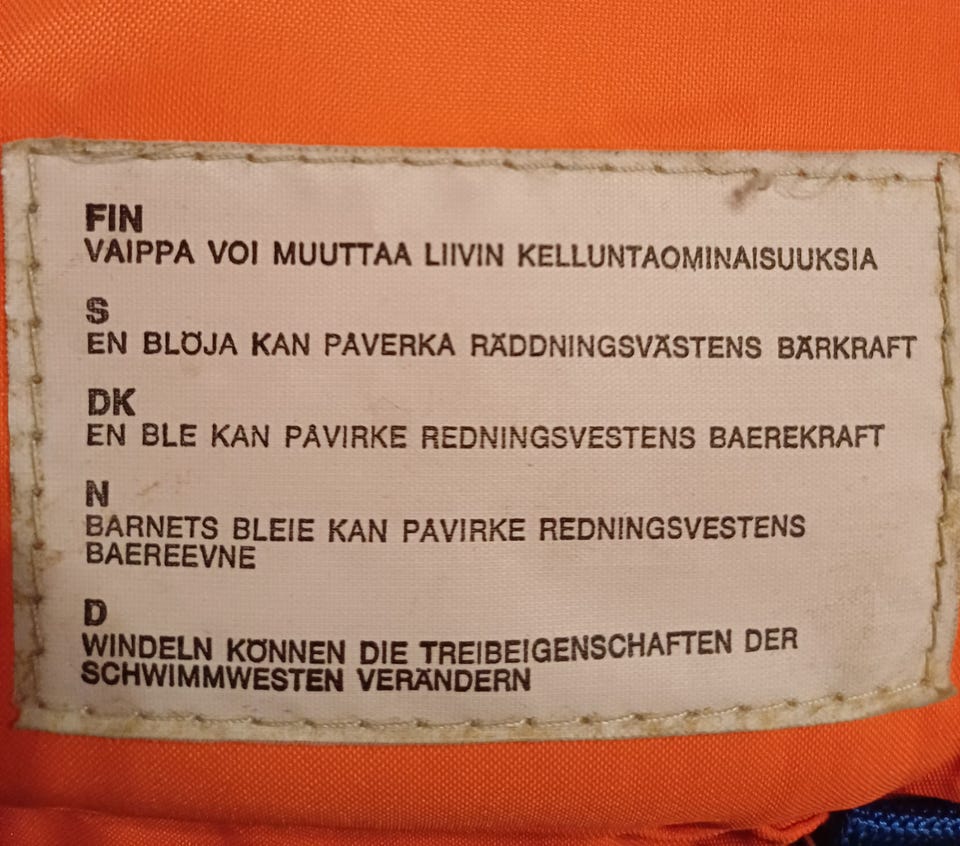 FIN
VAIPPA VOI MUUTTAA LIIVIN KELLUNTAOMINAISUUKSIA
S
EN BLÖJA KAN PAVERKA RÄDDNINGSVÄSTENS BÄRKRAFT
DK
EN BLE KAN PÅVIRKE REDNINGSVESTENS BAEREKRAFT
N
BARNETS BLEIE KAN PÅVIRKE REDNINGSVESTENS
BAEREEVNE
D
WINDELN KÖNNEN DIE TREIBEIGENSCHAFTEN DER
SCHWIMMWESTEN VERÄNDERN